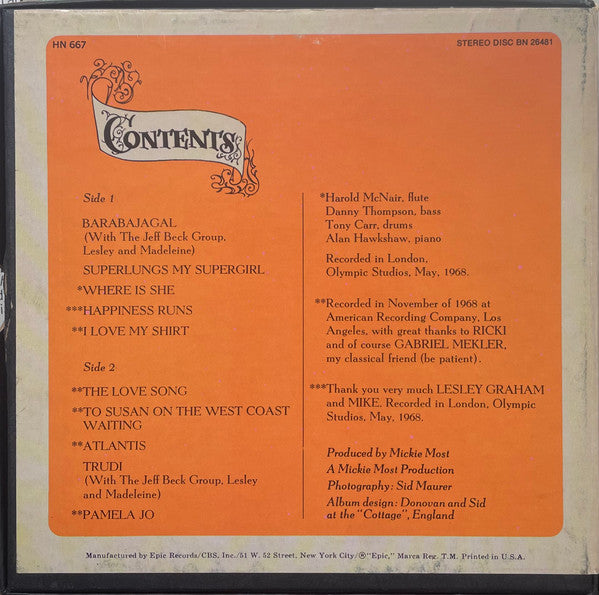 HN 667
STEREO DISC BN 26481
CONTENTS
Side 1
BARABAJAGAL
(With The Jeff Beck Group,
Lesley and Madeleine)
SUPERLUNGS MY SUPERGIRL
*WHERE IS SHE
***HAPPINESS RUNS
**I LOVE MY SHIRT
Side 2
**THE LOVE SONG
**TO SUSAN ON THE WEST COAST
WAITING
**ATLANTIS
TRUDI
(With The Jeff Beck Group, Lesley
and Madeleine)
**PAMELA JO
*Harold McNair, flute
Danny Thompson, bass
Tony Carr, drums
Alan Hawkshaw, piano
Recorded in London,
Olympic Studios, May, 1968.
**Recorded in November of 1968 at
American Recording Company, Los
Angeles, with great thanks to RICKI
and of course GABRIEL MEKLER,
my classical friend (be patient).
***Thank you very much LESLEY GRAHAM
and MIKE. Recorded in London, Olympic
Studios, May, 1968.
Produced by Mickie Most
A Mickie Most Production
Photography: Sid Maurer
Album design: Donovan and Sid
at the "Cottage", England
Manufactured by Epic Records/CBS, Inc./51 W. 52 Street, New York City/℗"Epic," Marca Reg. T.M. Printed in U.S.A.